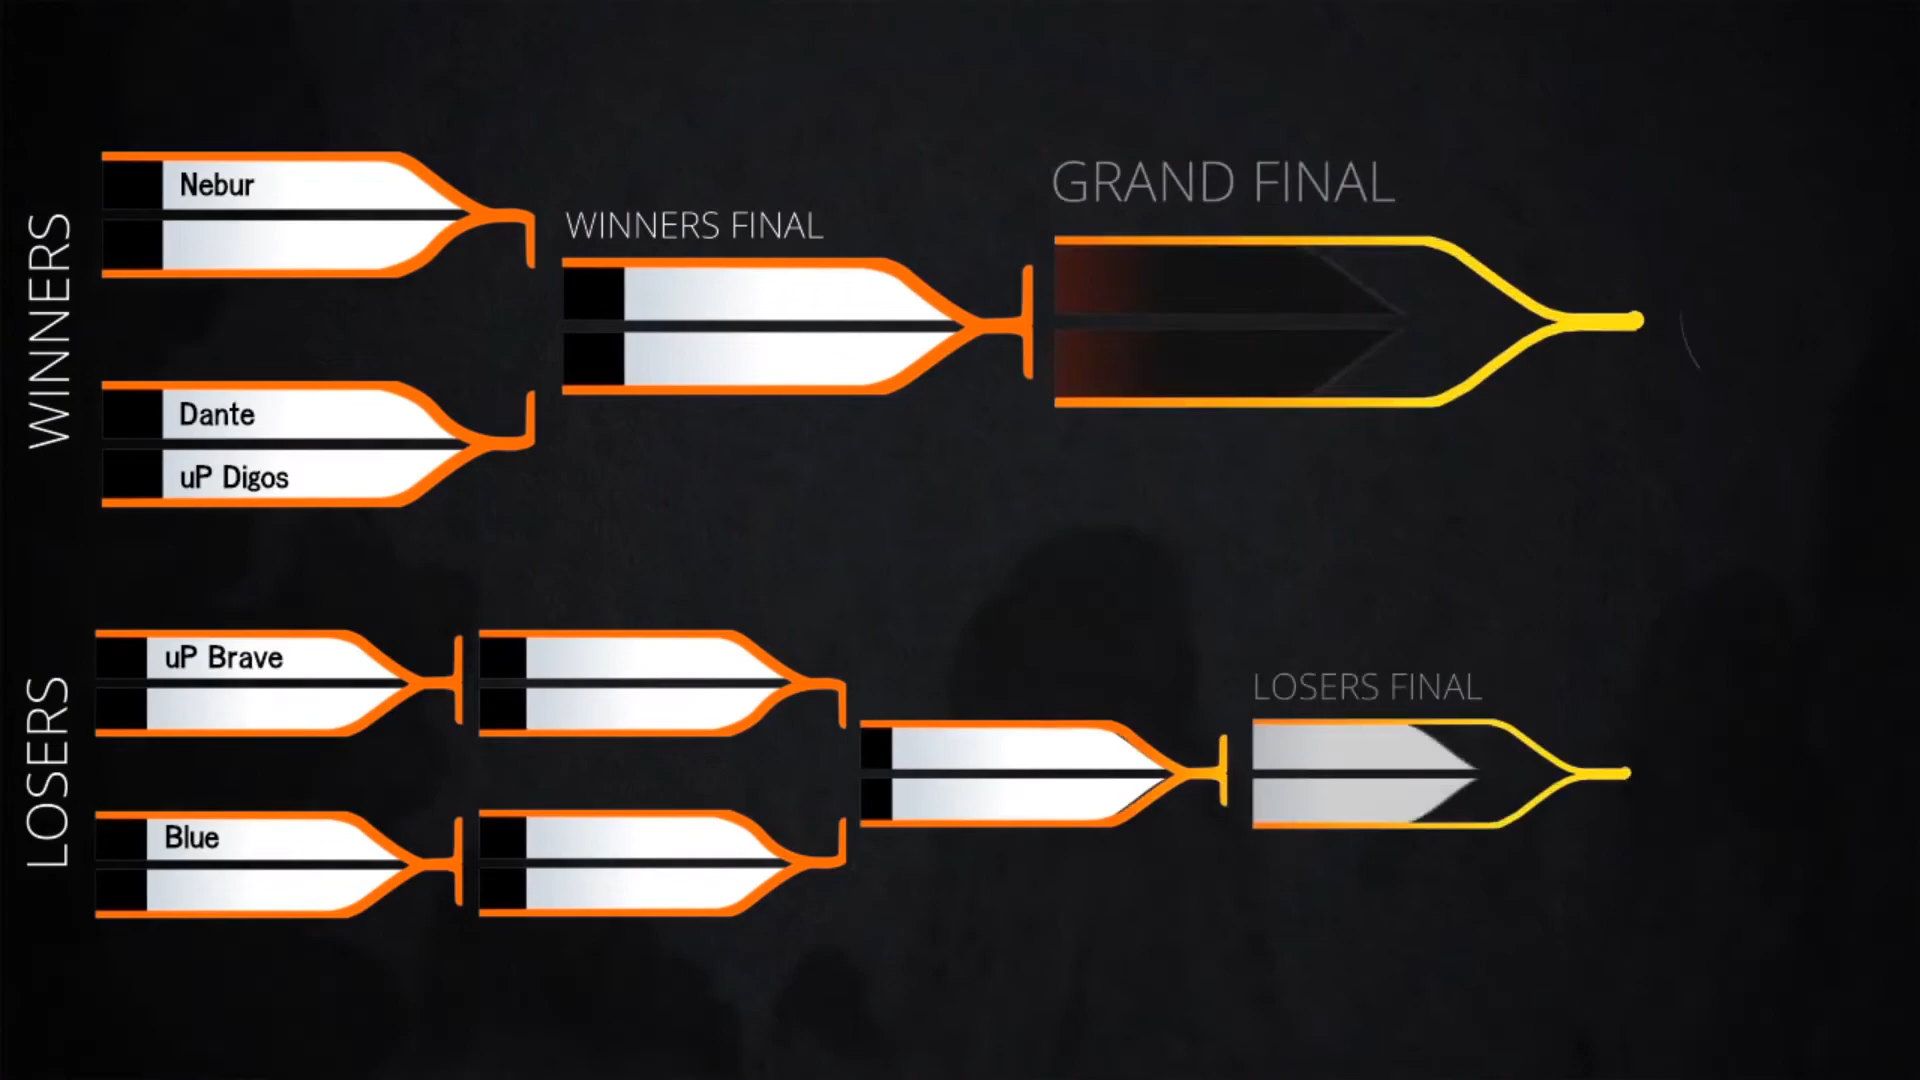 WINNERS
Nebur
Dante
uP Digos
WINNERS FINAL
GRAND FINAL
LOSERS
uP Brave
Blue
LOSERS FINAL